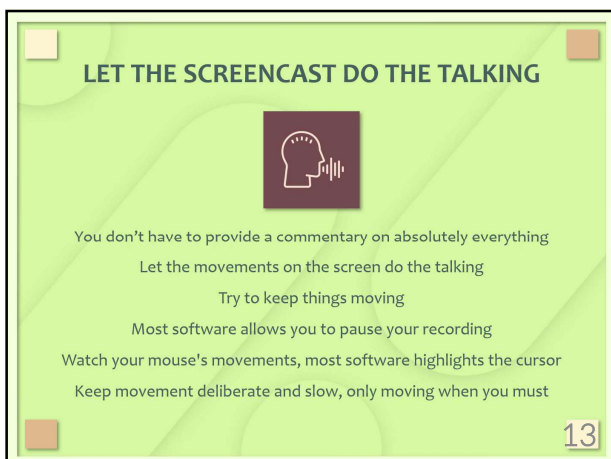 LET THE SCREENCAST DO THE TALKING
You don't have to provide a commentary on absolutely everything
Let the movements on the screen do the talking
Try to keep things moving
Most software allows you to pause your recording
Watch your mouse's movements, most software highlights the cursor
Keep movement deliberate and slow, only moving when you must
13